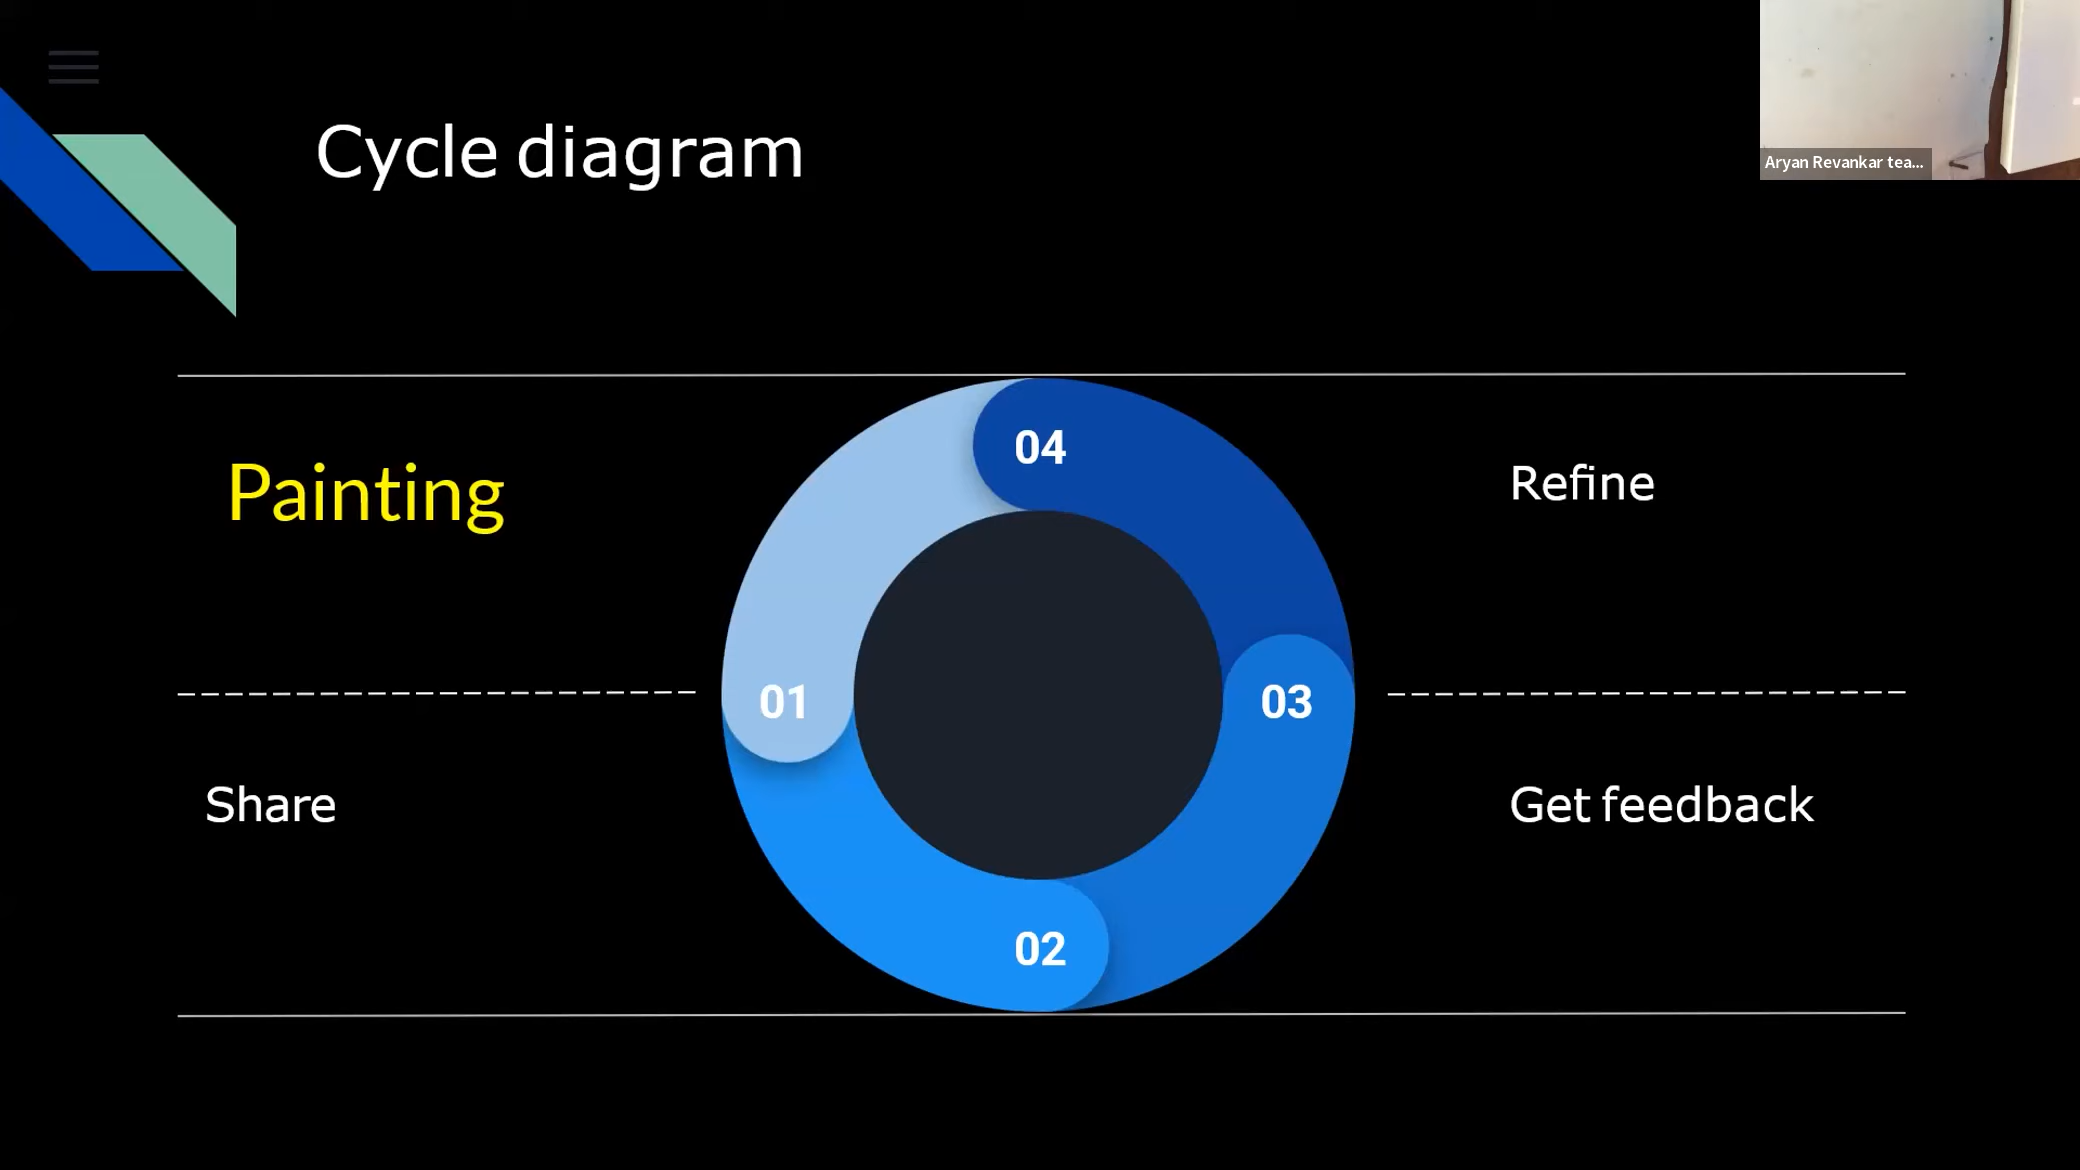 Aryan Revankar tea...
Cycle diagram
Painting
04
Refine
01
03
Share
Get feedback
02